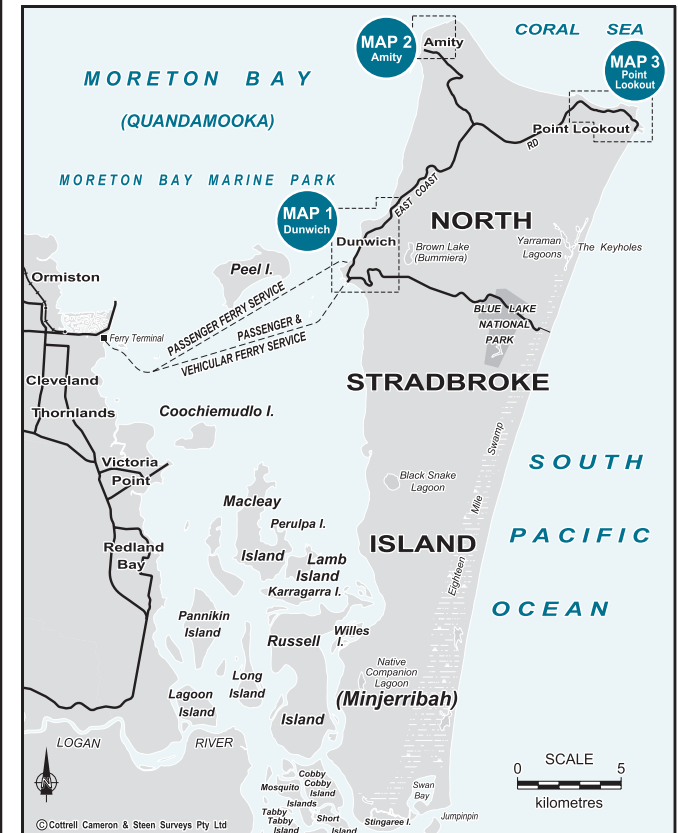 CORAL SEA
MAP 2
Amity
Amity
MAP 3
Point
Lookout
MORETON BAY
(QUANDAMOOKA)
Point Lookout
RD
MORETON BAY MARINE PARK
EAST COAST
MAP 1
Dunwich
NORTH
Dunwich
Brown Lake
(Bummiera)
Yarraman
Lagoons
The Keyholes
Ormiston
Peel I.
PASSENGER FERRY SERVICE
PASSENGER &
VEHICULAR FERRY SERVICE
BLUE LAKE
NATIONAL
PARK
Ferry Terminal
Cleveland
STRADBROKE
Thornlands
Coochiemudlo I.
Swamp
Victoria
Point
SOUTH
Black Snake
Lagoon
Macleay
Mile
Perulpa I.
PACIFIC
Redland
Bay
Island
Lamb
Island
ISLAND
Karragarra I.
Eighteen
OCEAN
Pannikin
Island
Russell
Willes
I.
Native
Companion
Lagoon
Long
Island
Lagoon
Island
(Minjerribah)
Island
LOGAN RIVER
SCALE
0 5
kilometres
Cobby
Cobby
Island
Mosquito
Islands
Swan
Bay
Tabby
Tabby
Island
Short
Island
Stingaree I.
Jumpinpin
N
© Cottrell Cameron & Steen Surveys Pty Ltd